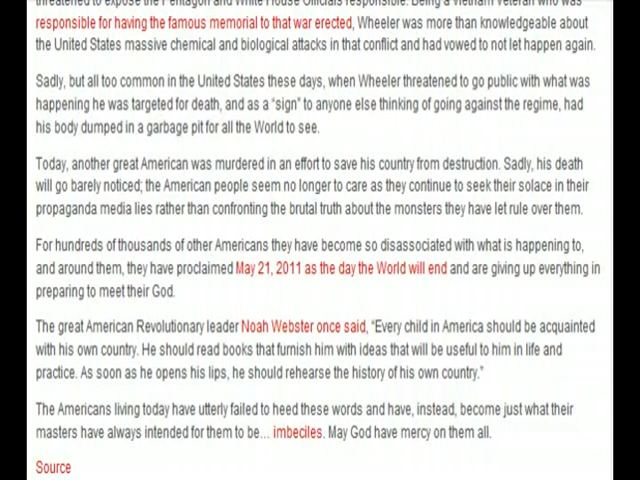 threatened to expose the Pentagon and White House Officials responsible. Being a Vietnam Veteran who was
responsible for having the famous memorial to that war erected, Wheeler was more than knowledgeable about
the United States massive chemical and biological attacks in that conflict and had vowed to not let happen again.
Sadly, but all too common in the United States these days, when Wheeler threatened to go public with what was
happening he was targeted for death, and as a “sign” to anyone else thinking of going against the regime, had
his body dumped in a garbage pit for all the World to see.
Today, another great American was murdered in an effort to save his country from destruction. Sadly, his death
will go barely noticed; the American people seem no longer to care as they continue to seek their solace in their
propaganda media lies rather than confronting the brutal truth about the monsters they have let rule over them.
For hundreds of thousands of other Americans they have become so disassociated with what is happening to,
and around them, they have proclaimed May 21, 2011 as the day the World will end and are giving up everything in
preparing to meet their God.
The great American Revolutionary leader Noah Webster once said, “Every child in America should be acquainted
with his own country. He should read books that furnish him with ideas that will be useful to him in life and
practice. As soon as he opens his lips, he should rehearse the history of his own country.”
The Americans living today have utterly failed to heed these words and have, instead, become just what their
masters have always intended for them to be… imbeciles. May God have mercy on them all.
Source